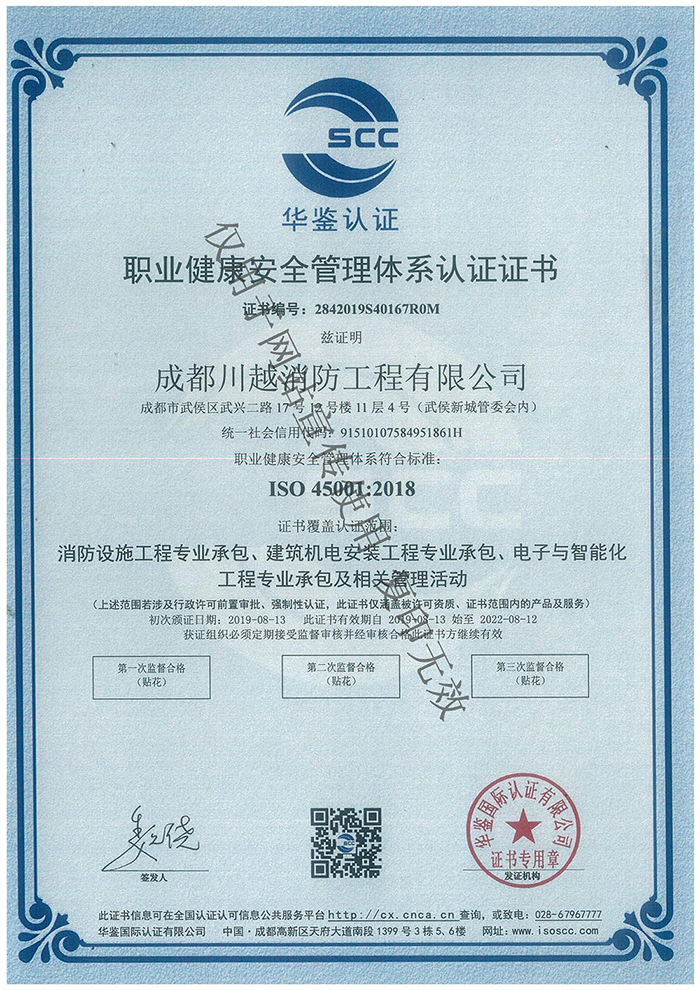 SCC
华鉴认证
职业健康安全管理体系认证证书
证书编号：2842019S40167R0M
兹证明
成都川越消防工程有限公司
成都市武侯区武兴二路 17 号 12 号楼 11 层 4 号（武侯新城管委会内）
统一社会信用代码：91510107584951861H
职业健康安全管理体系符合标准：
ISO 45001:2018
证书覆盖认证范围：
消防设施工程专业承包、建筑机电安装工程专业承包、电子与智能化
工程专业承包及相关管理活动
（上述范围若涉及行政许可前置审批、强制性认证，此证书仅涵盖被许可资质、证书范围内的产品及服务）
初次颁证日期：2019-08-13 此证书有效期自 2019-08-13 始至 2022-08-12
获证组织必须定期接受监督审核并经审核合格此证书方继续有效
第一次监督合格
（贴花）
第二次监督合格
（贴花）
第三次监督合格
（贴花）
仅用于网站宣传使用 复印无效
签发人
SCC
华鉴国际认证有限公司
证书专用章
发证机构
此证书信息可在全国认证认可信息公共服务平台 http://cx.cnca.cn 查询，或致电：028-67967777
华鉴国际认证有限公司 中国·成都高新区天府大道南段 1399 号 3 栋 5、6楼 网址：www.isoscc.com